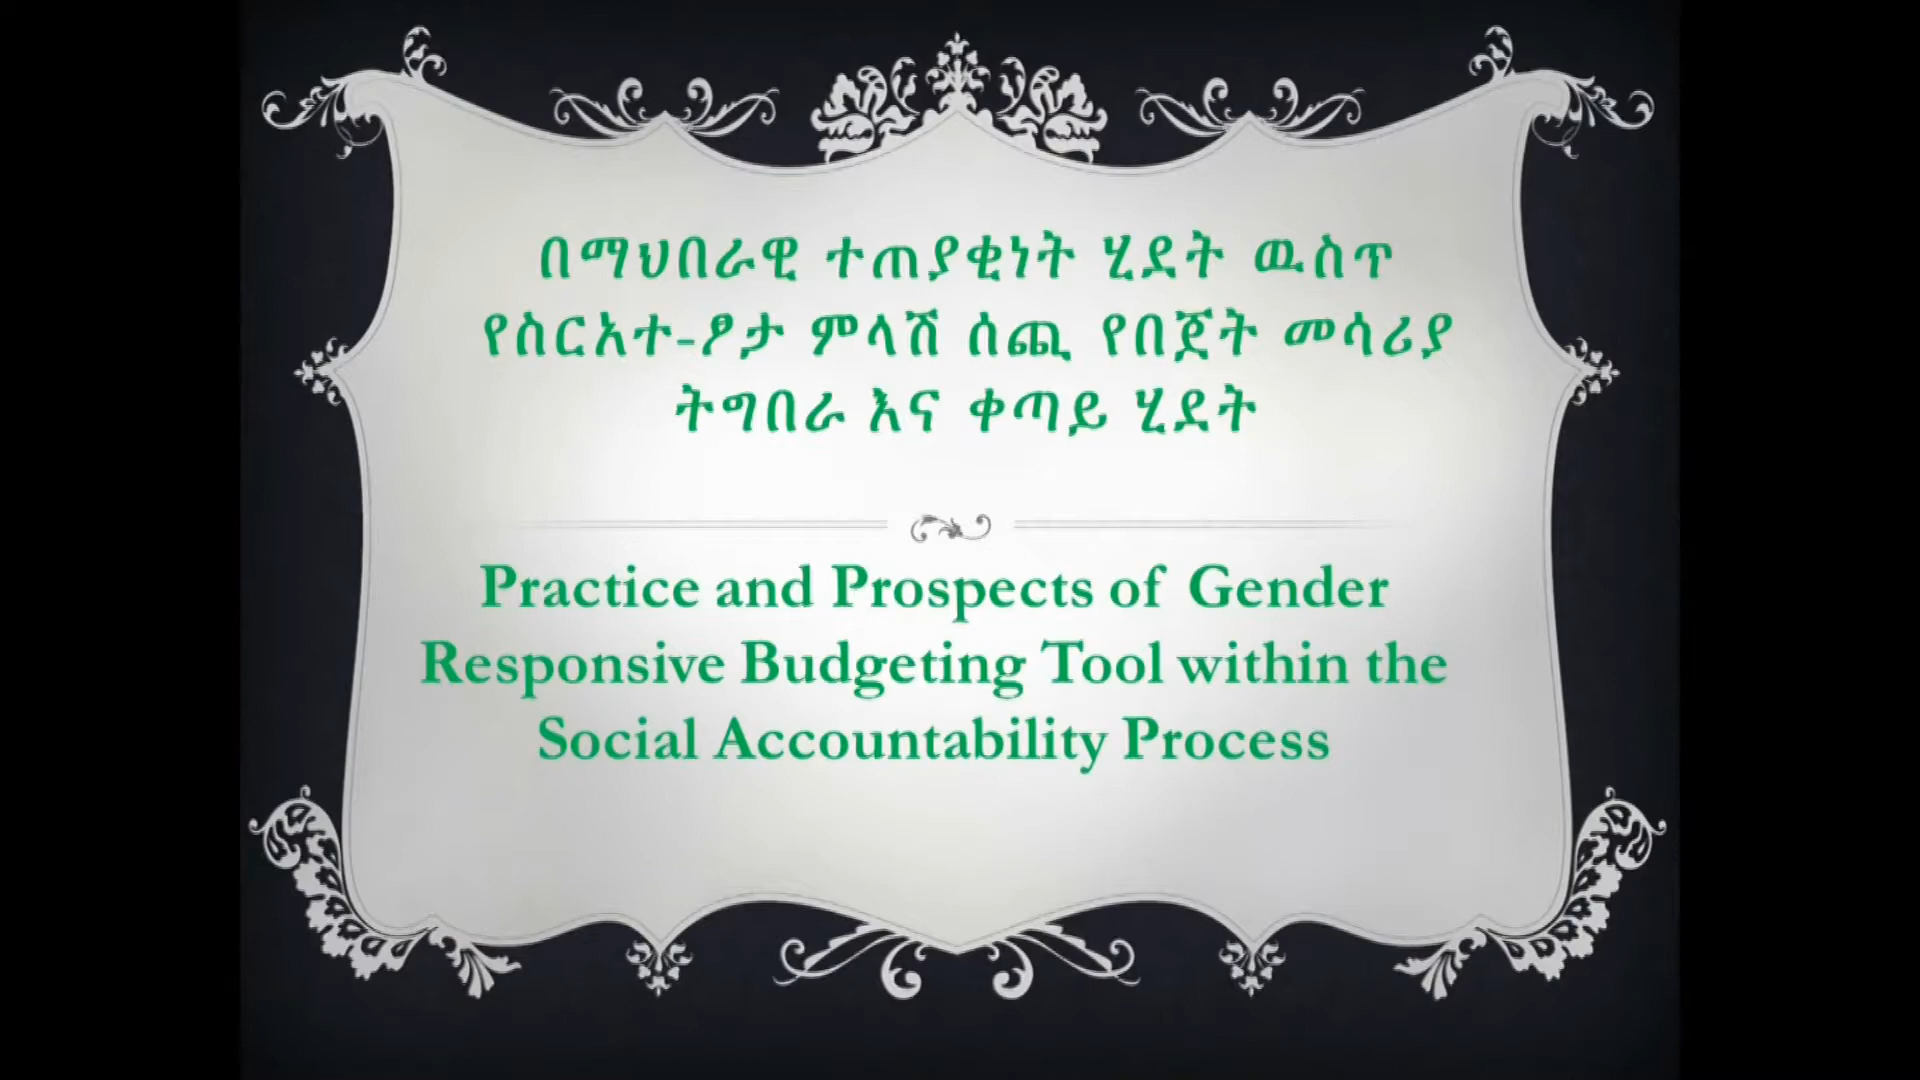 በማህበራዊ ተጠያቂነት ሂደት ዉስጥ
የስርአተ-ፆታ ምላሽ ሰጪ የበጀት መሳሪያ
ትግበራ እና ቀጣይ ሂደት
Practice and Prospects of Gender
Responsive Budgeting Tool within the
Social Accountability Process